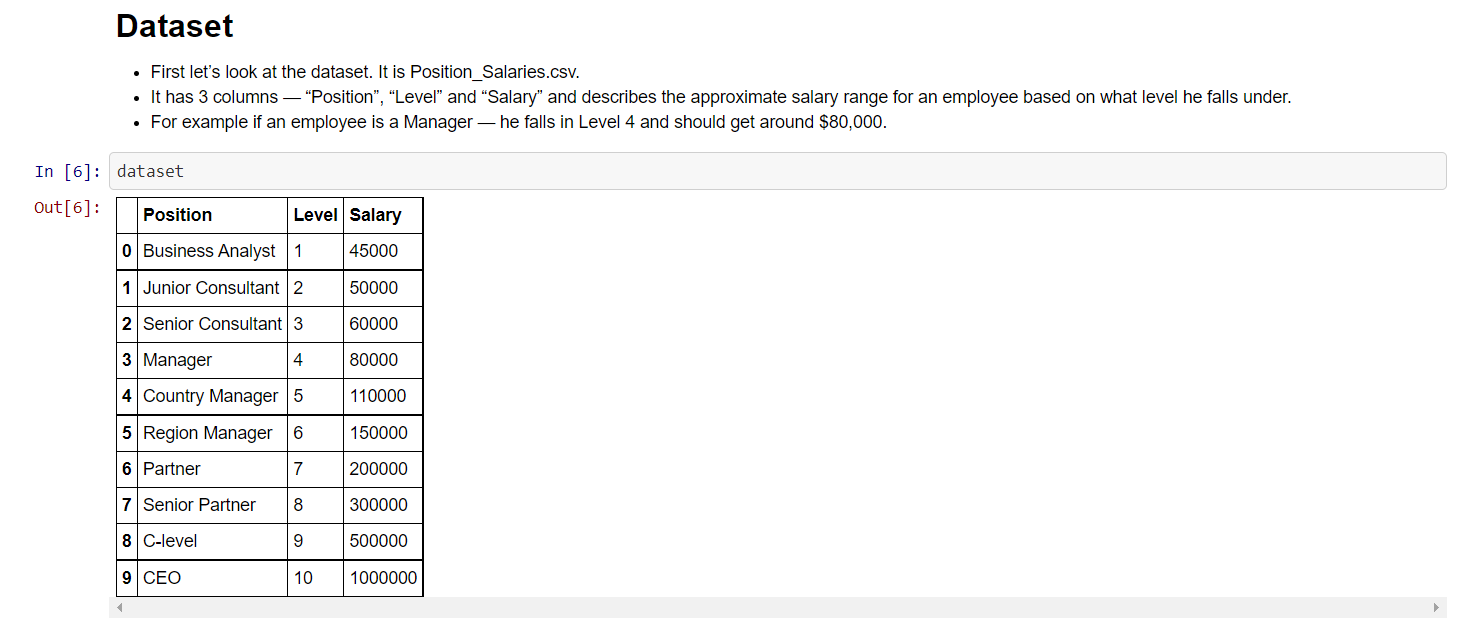 Dataset
• First let’s look at the dataset. It is Position_Salaries.csv.
• It has 3 columns — “Position”, “Level” and “Salary” and describes the approximate salary range for an employee based on what level he falls under.
• For example if an employee is a Manager — he falls in Level 4 and should get around $80,000.
In [6]: dataset
Out[6]:
Position Level Salary
0 Business Analyst 1 45000
1 Junior Consultant 2 50000
2 Senior Consultant 3 60000
3 Manager 4 80000
4 Country Manager 5 110000
5 Region Manager 6 150000
6 Partner 7 200000
7 Senior Partner 8 300000
8 C-level 9 500000
9 CEO 10 1000000